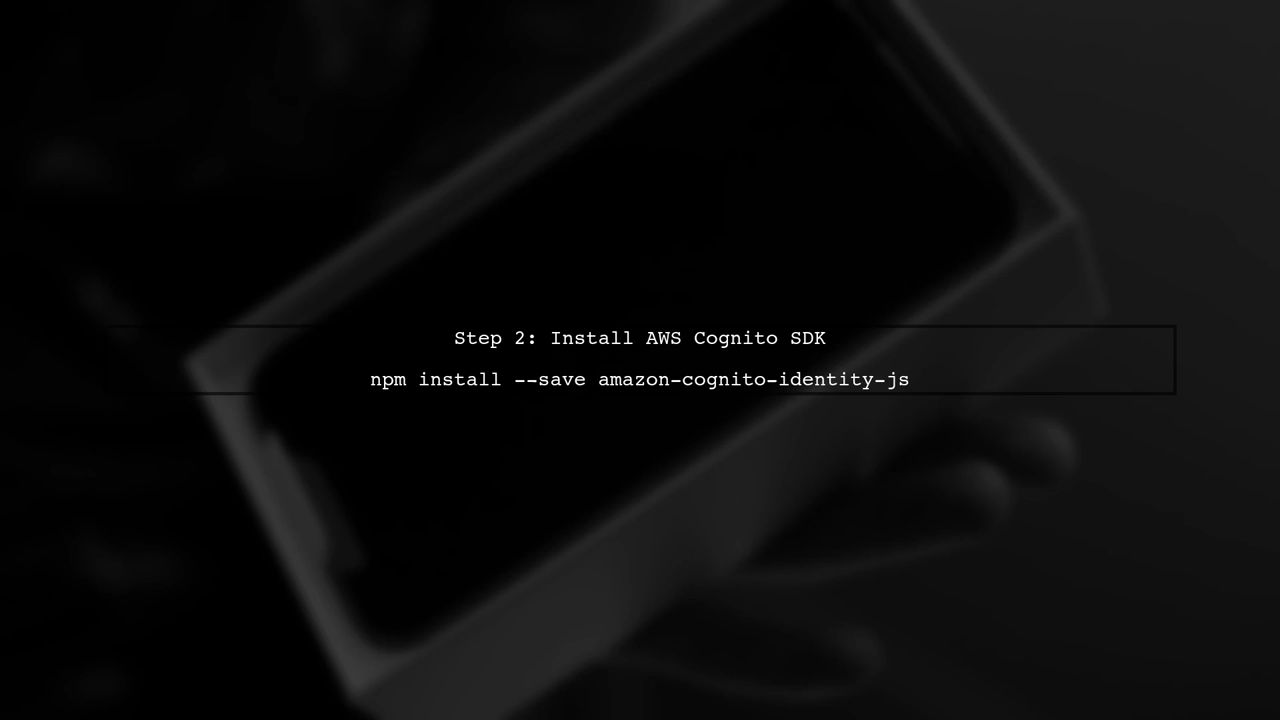 Step 2: Install AWS Cognito SDK
npm install --save amazon-cognito-identity-js